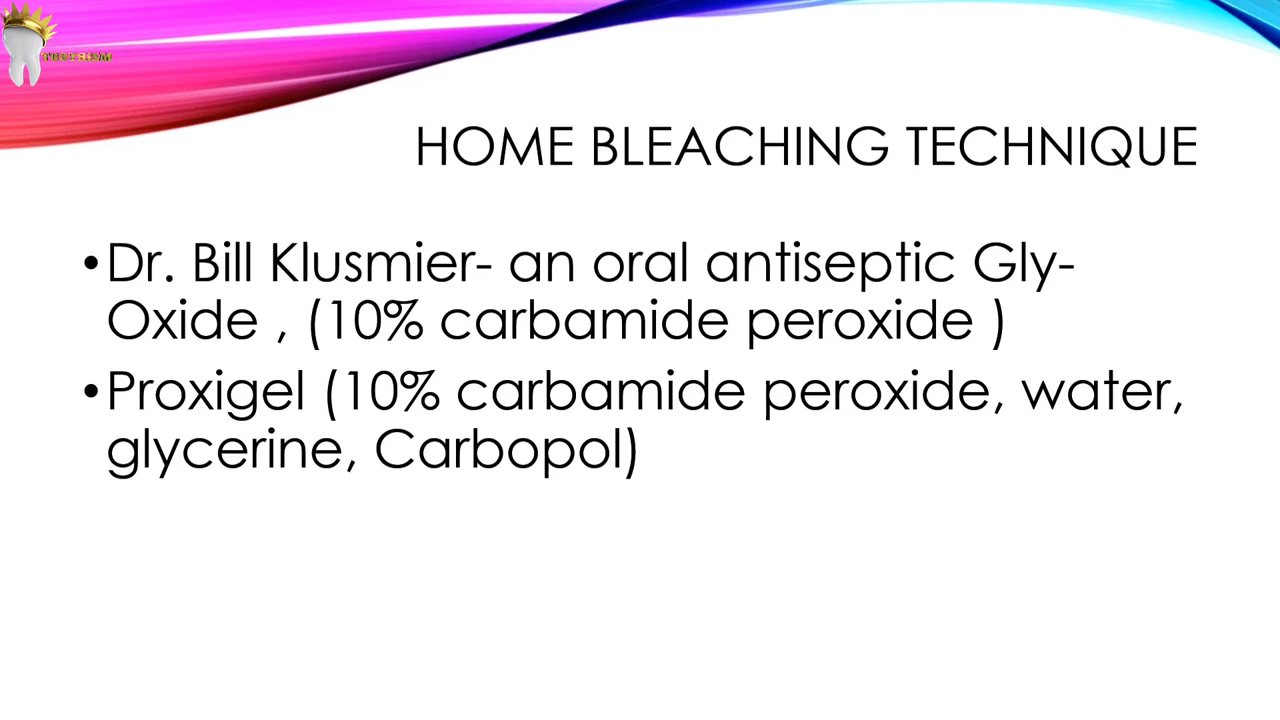 TOOTHISM
HOME BLEACHING TECHNIQUE
•Dr. Bill Klusmier- an oral antiseptic Gly-
Oxide , (10% carbamide peroxide )
•Proxigel (10% carbamide peroxide, water,
glycerine, Carbopol)